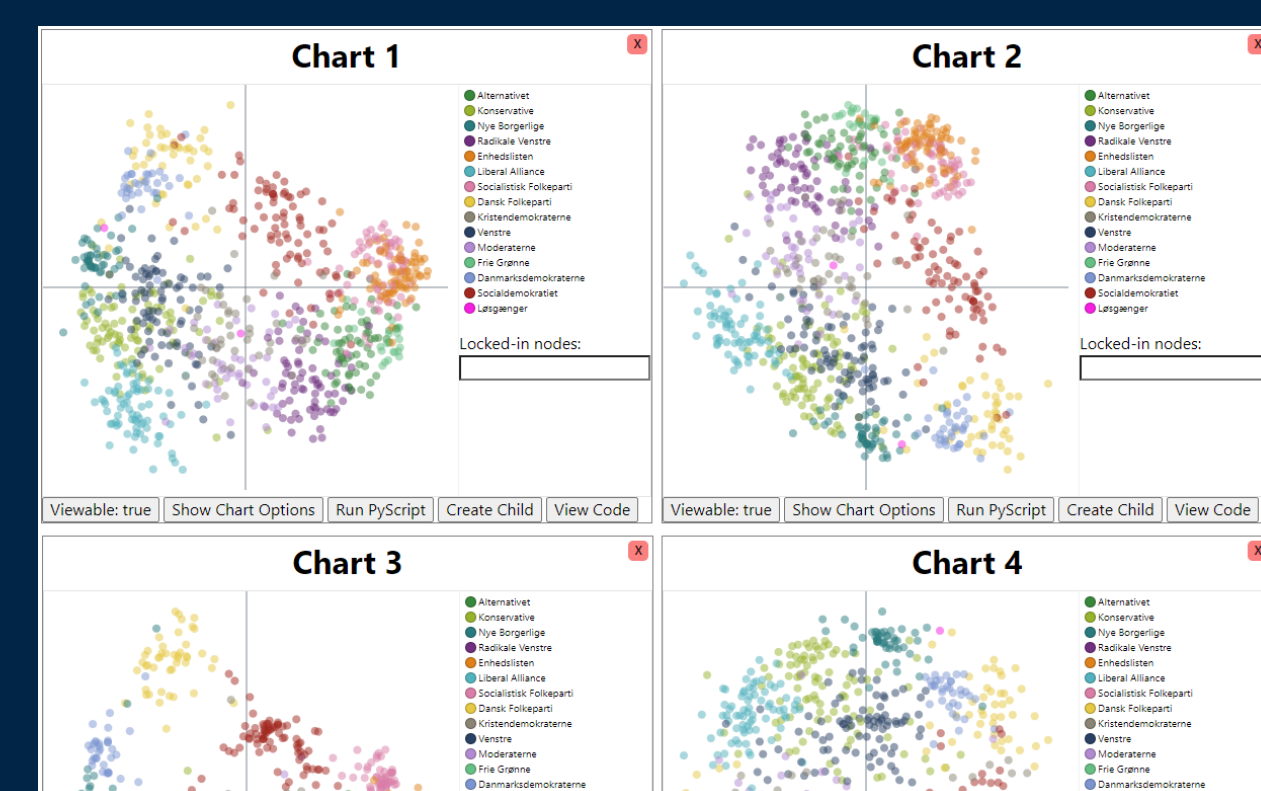 Chart 1
X
Alternativet
Konservative
Nye Borgerlige
Radikale Venstre
Enhedslisten
Liberal Alliance
Socialistisk Folkeparti
Dansk Folkeparti
Kristendemokraterne
Venstre
Moderaterne
Frie Grønne
Danmarksdemokraterne
Socialdemokratiet
Løsgænger
Locked-in nodes:
Viewable: true
Show Chart Options
Run PyScript
Create Child
View Code
Chart 2
X
Alternativet
Konservative
Nye Borgerlige
Radikale Venstre
Enhedslisten
Liberal Alliance
Socialistisk Folkeparti
Dansk Folkeparti
Kristendemokraterne
Venstre
Moderaterne
Frie Grønne
Danmarksdemokraterne
Socialdemokratiet
Løsgænger
Locked-in nodes:
Viewable: true
Show Chart Options
Run PyScript
Create Child
View Code
Chart 3
X
Alternativet
Konservative
Nye Borgerlige
Radikale Venstre
Enhedslisten
Liberal Alliance
Socialistisk Folkeparti
Dansk Folkeparti
Kristendemokraterne
Venstre
Moderaterne
Frie Grønne
Danmarksdemokraterne
Chart 4
X
Alternativet
Konservative
Nye Borgerlige
Radikale Venstre
Enhedslisten
Liberal Alliance
Socialistisk Folkeparti
Dansk Folkeparti
Kristendemokraterne
Venstre
Moderaterne
Frie Grønne
Danmarksdemokraterne